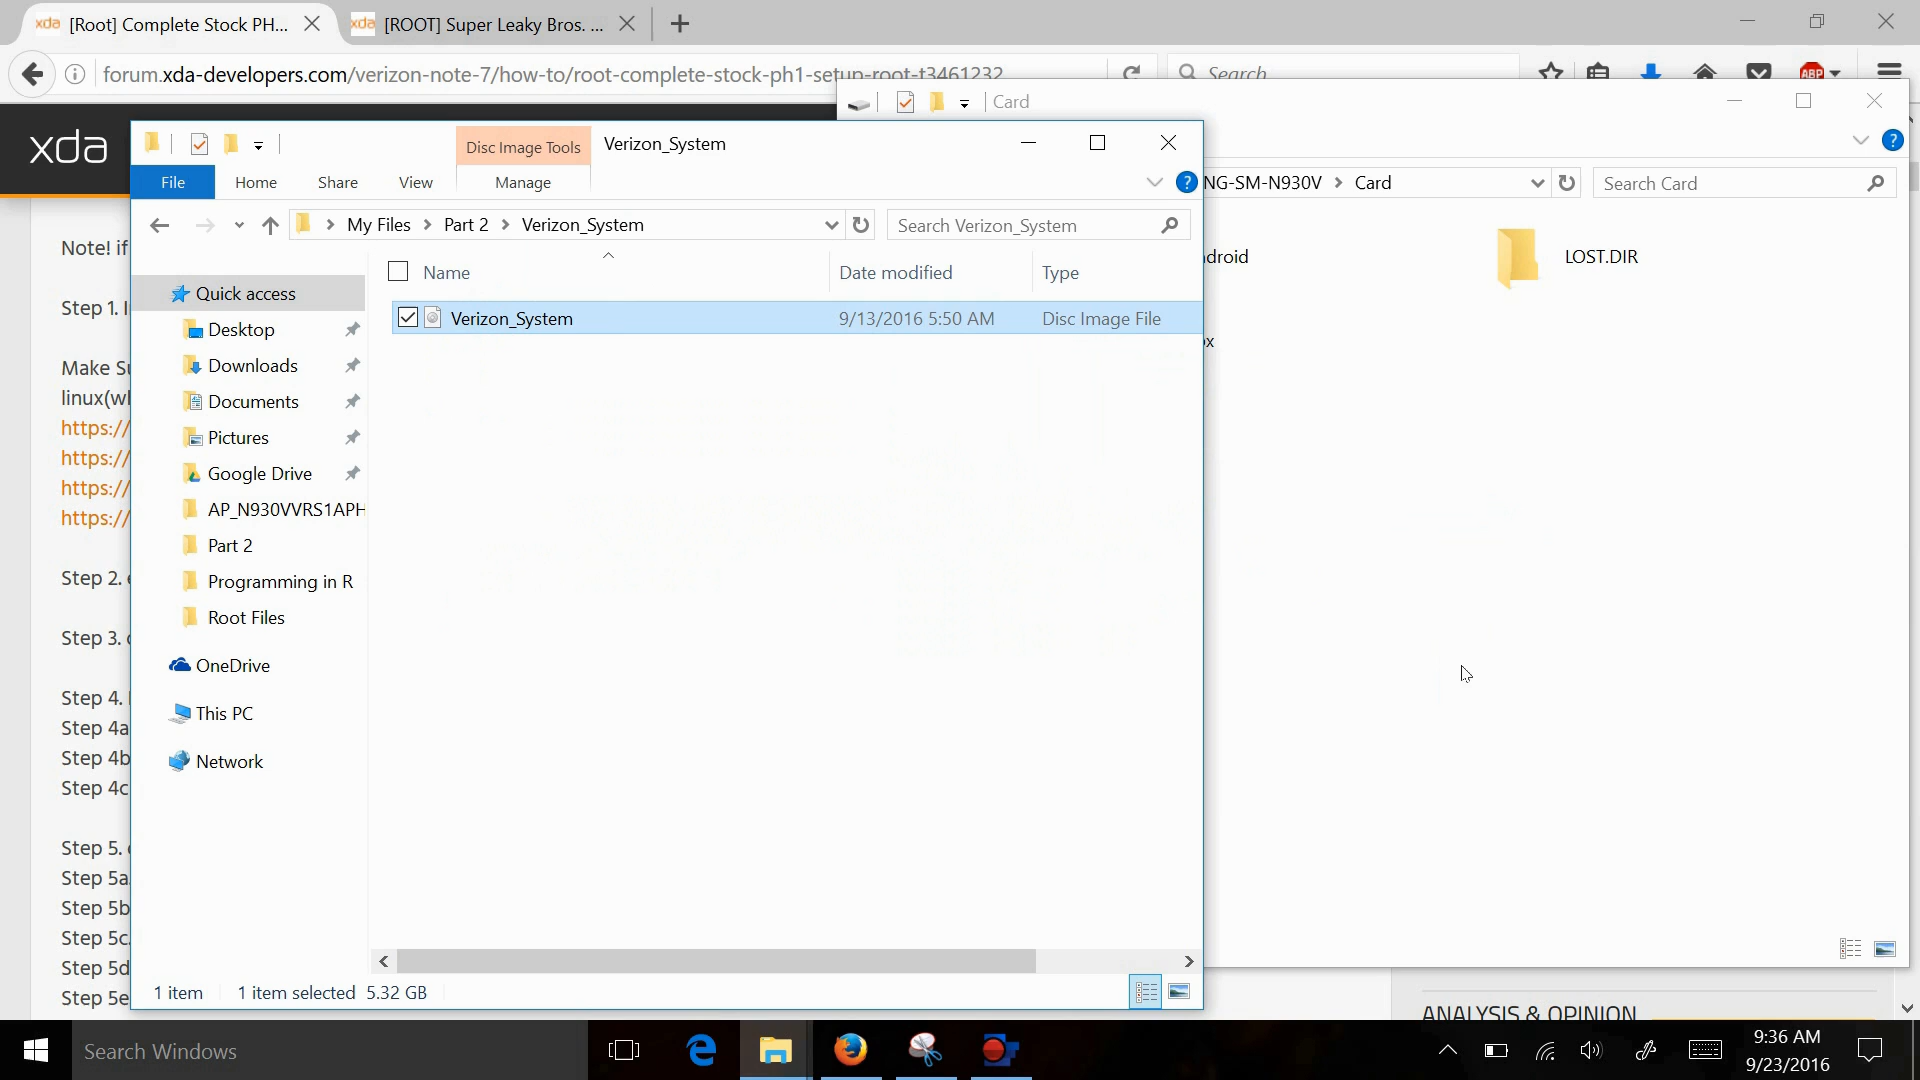 xda [Root] Complete Stock PH...
xda [ROOT] Super Leaky Bros. ...
forum.xda-developers.com/verizon-note-7/how-to/root-complete-stock-ph1-setup-root-t3461232
Search
ABP
Card
NG-SM-N930V > Card
Search Card
droid
LOST.DIR
ox
xda
Note! if
Step 1. I
Make Su
linux(wh
https://
https://
https://
https://
Step 2. e
Step 3.
Step 4.
Step 4a
Step 4b
Step 4c
Step 5.
Step 5a
Step 5b
Step 5c
Step 5d
Step 5e
Disc Image Tools
Verizon_System
File
Home
Share
View
Manage
My Files > Part 2 > Verizon_System
Search Verizon_System
Name
Date modified
Type
Verizon_System
9/13/2016 5:50 AM
Disc Image File
Quick access
Desktop
Downloads
Documents
Pictures
Google Drive
AP_N930VVRS1APH
Part 2
Programming in R
Root Files
OneDrive
This PC
Network
1 item
1 item selected 5.32 GB
ANALYSIS & OPINION
Search Windows
9:36 AM
9/23/2016